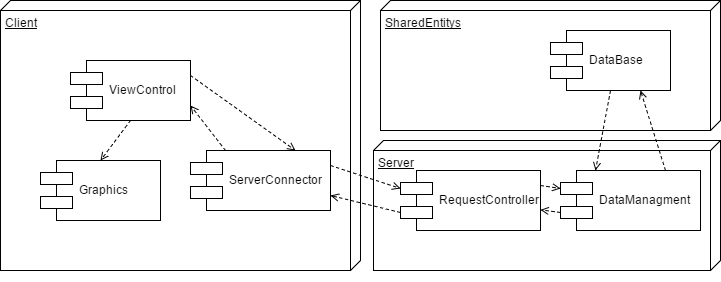 Client
SharedEntitys
DataBase
ViewControl
Server
Graphics
ServerConnector
RequestController
DataManagment